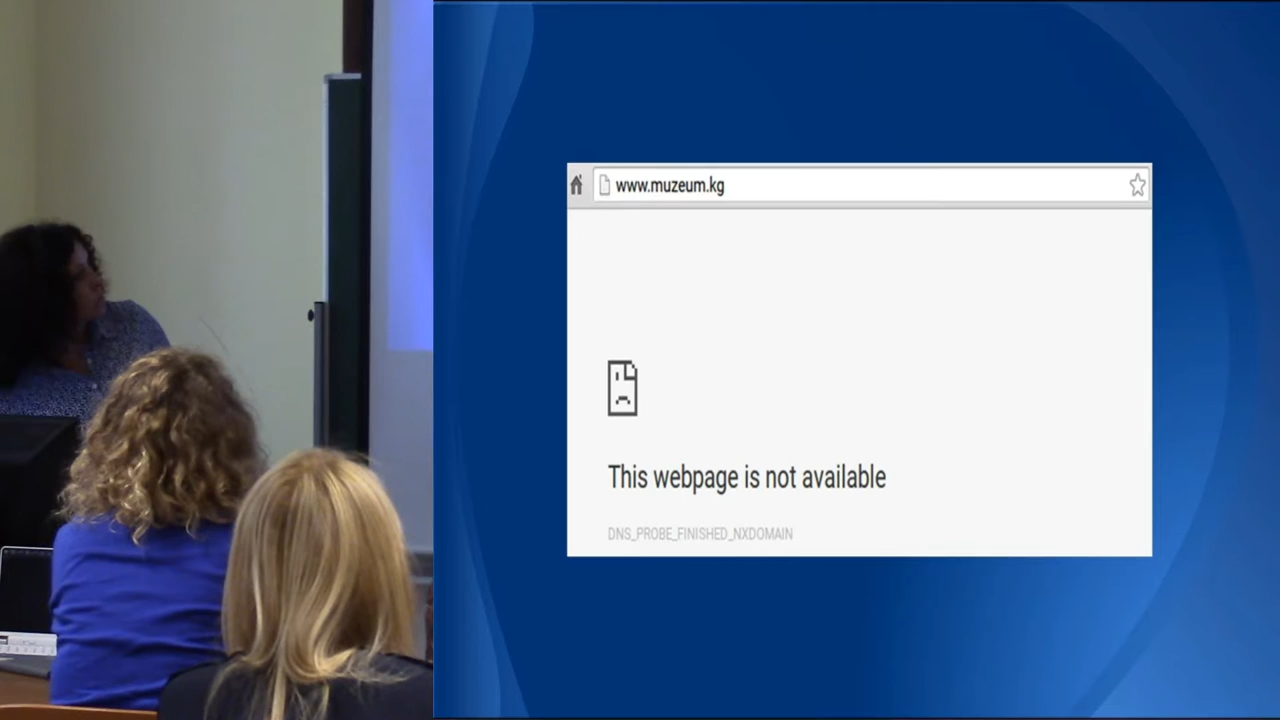 www.muzeum.kg
This webpage is not available
DNS_PROBE_FINISHED_NXDOMAIN